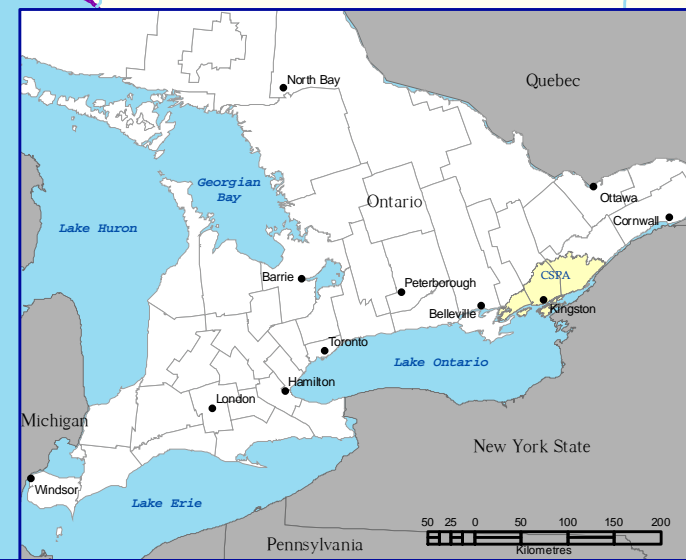 North Bay
Quebec
Georgian
Bay
Ontario
Ottawa
Lake Huron
Cornwall
Barrie
CSPA
Peterborough
Belleville
Kingston
Toronto
Lake Ontario
Hamilton
London
Michigan
New York State
Windsor
Lake Erie
Pennsylvania
50 25 0 50 100 150 200
Kilometres